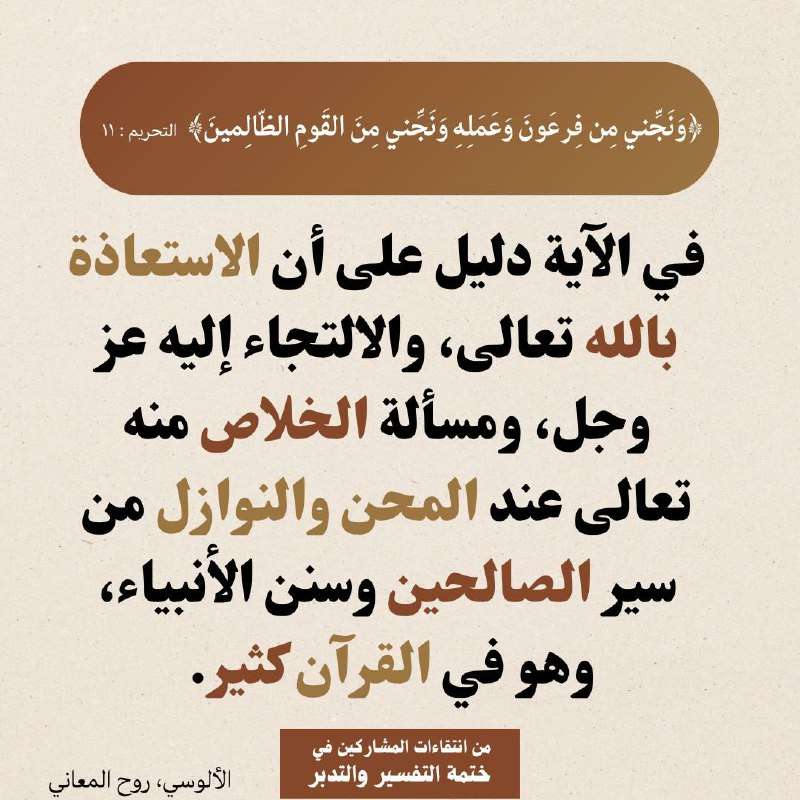 ﴿وَنَجِّني مِن فِرعَونَ وَعَمَلِهِ وَنَجِّني مِنَ القَومِ الظّالِمينَ﴾ التحريم : ١١
في الآية دليل على أن الاستعاذة
بالله تعالى، والالتجاء إليه عز
وجل، ومسألة الخلاص منه
تعالى عند المحن والنوازل من
سير الصالحين وسنن الأنبياء،
وهو في القرآن كثير.
من انتقاءات المشاركين في
ختمة التفسير والتدبر
الألوسي، روح المعاني